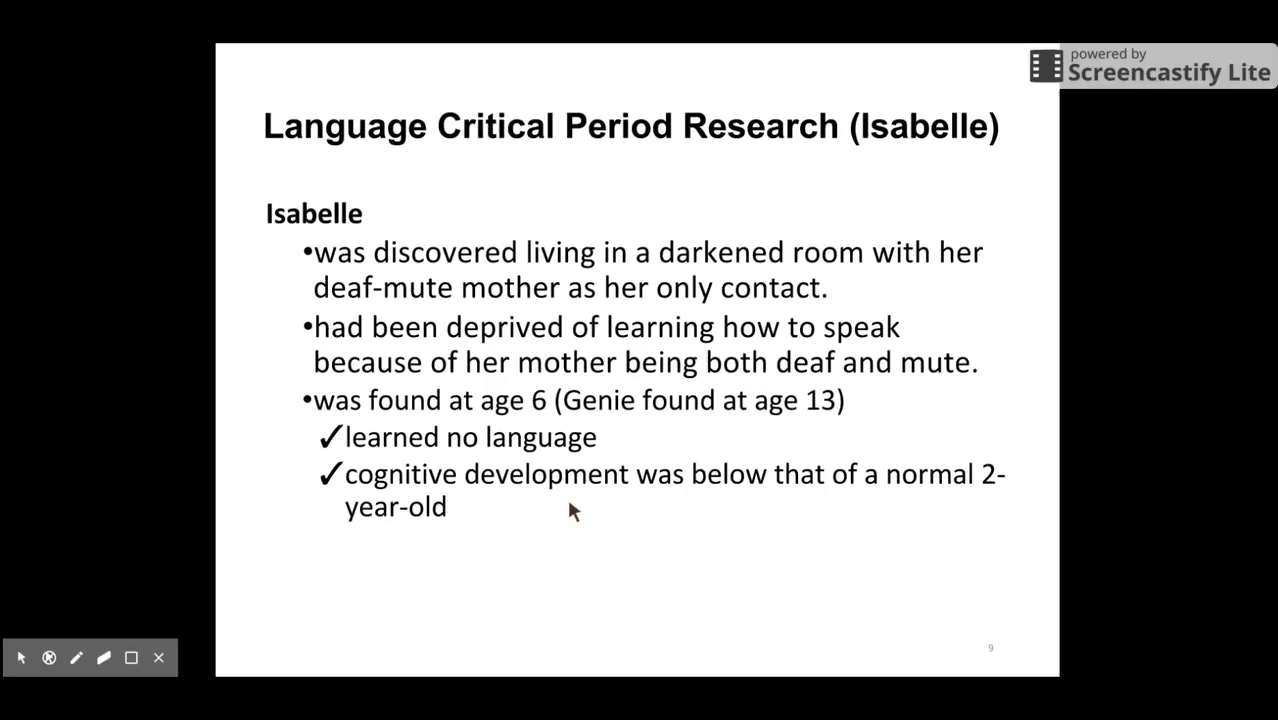 powered by
Screencastify Lite
Language Critical Period Research (Isabelle)
Isabelle
•was discovered living in a darkened room with her
deaf-mute mother as her only contact.
•had been deprived of learning how to speak
because of her mother being both deaf and mute.
•was found at age 6 (Genie found at age 13)
✓learned no language
✓cognitive development was below that of a normal 2-
year-old
9